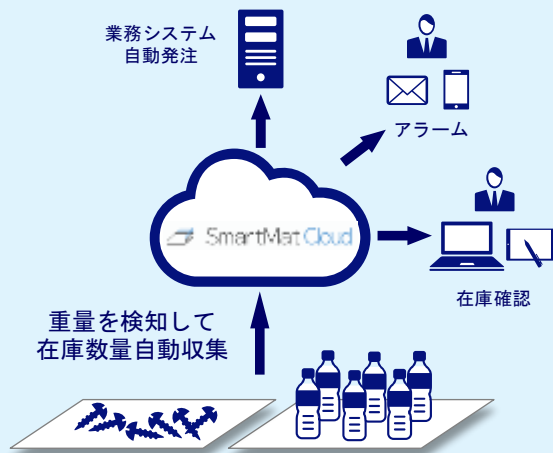 業務システム
自動発注
アラーム
SmartMat Cloud
在庫確認
重量を検知して
在庫数量自動収集